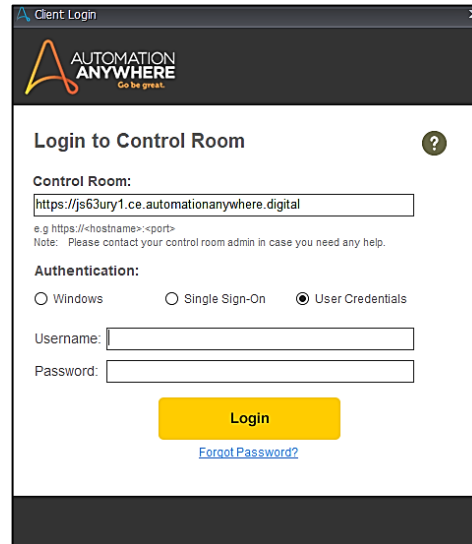 Client Login
AUTOMATION
ANYWHERE
Go be great.
Login to Control Room
?
Control Room:
https://js63ury1.ce.automationanywhere.digital
e.g https://<hostname>:<port>
Note: Please contact your control room admin in case you need any help.
Authentication:
Windows Single Sign-On User Credentials
Username:
Password:
Login
Forgot Password?